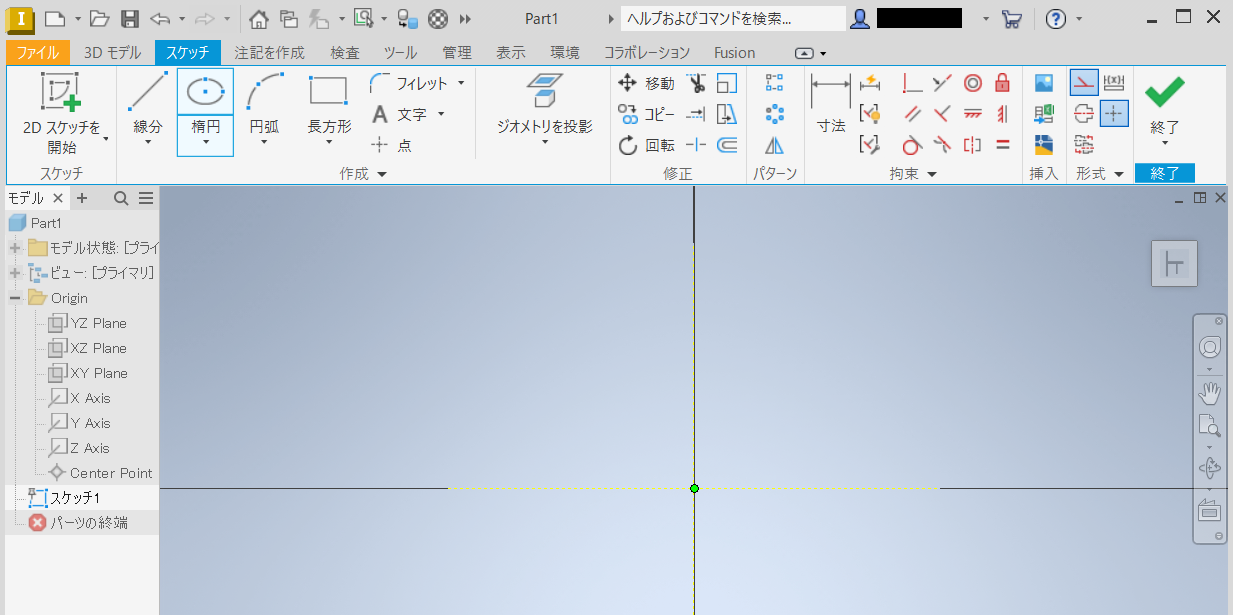 Part1
ヘルプおよびコマンドを検索...
ファイル
3D モデル
スケッチ
注記を作成
検査
ツール
管理
表示
環境
コラボレーション
Fusion
2D スケッチを
開始
線分
楕円
円弧
長方形
フィレット
文字
点
ジオメトリを投影
移動
コピー
回転
寸法
終了
スケッチ
作成
修正
パターン
拘束
挿入
形式
終了
モデル
Part1
モデル状態: [プライ
ビュー: [プライマリ]
Origin
YZ Plane
XZ Plane
XY Plane
X Axis
Y Axis
Z Axis
Center Point
スケッチ1
パーツの終端